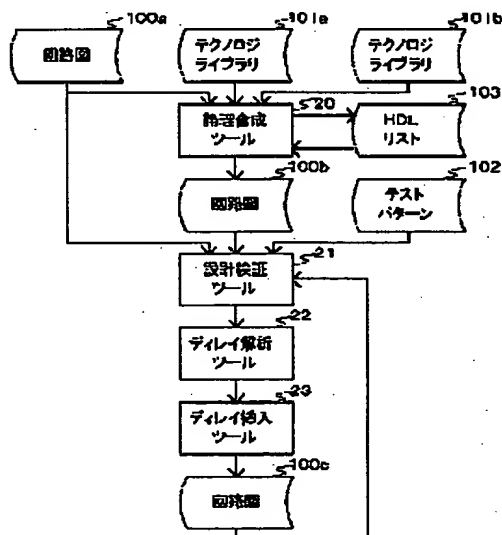 100a
101a
101b
回路図
テクノロジ
ライブラリ
テクノロジ
ライブラリ
20
103
論理合成
ツール
HDL
リスト
100b
102
回路図
テスト
パターン
21
設計検証
ツール
22
ディレイ解析
ツール
23
ディレイ挿入
ツール
100c
回路図